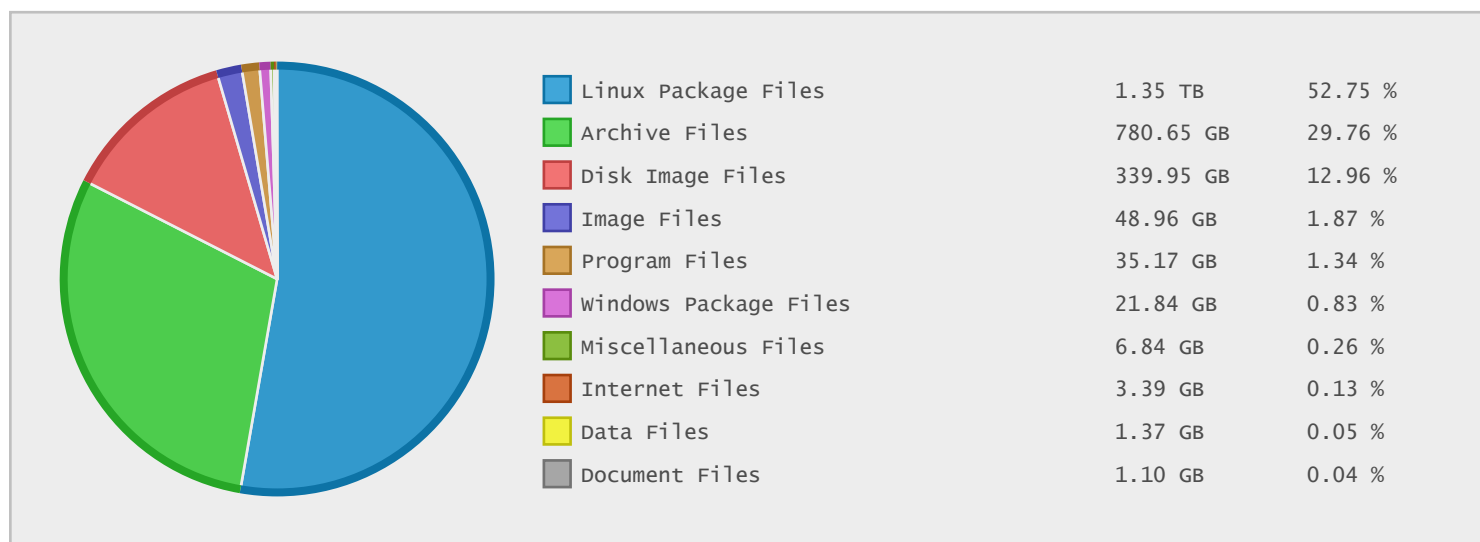 Linux Package Files 1.35 TB 52.75 %
Archive Files 780.65 GB 29.76 %
Disk Image Files 339.95 GB 12.96 %
Image Files 48.96 GB 1.87 %
Program Files 35.17 GB 1.34 %
Windows Package Files 21.84 GB 0.83 %
Miscellaneous Files 6.84 GB 0.26 %
Internet Files 3.39 GB 0.13 %
Data Files 1.37 GB 0.05 %
Document Files 1.10 GB 0.04 %